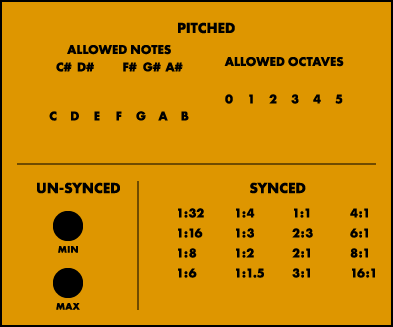 PITCHED
ALLOWED NOTES
C# D# F# G# A#
C D E F G A B
ALLOWED OCTAVES
0 1 2 3 4 5
UN-SYNCED
MIN
MAX
SYNCED
1:32 1:4 1:1 4:1
1:16 1:3 2:3 6:1
1:8 1:2 2:1 8:1
1:6 1:1.5 3:1 16:1